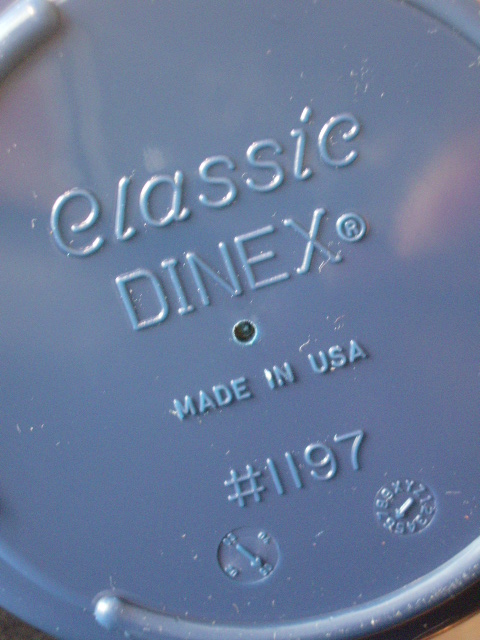 Classic
DINEX®
MADE IN USA
#1197